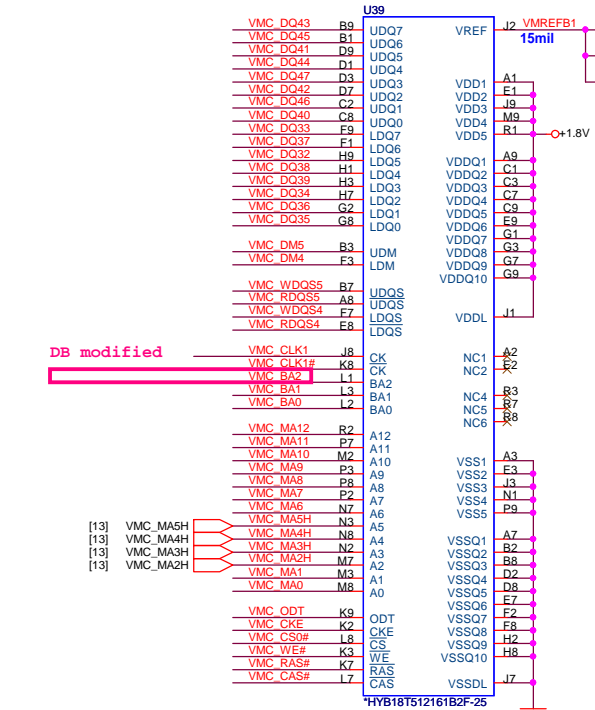 U39
VMC_DQ43 B9 UDQ7 VREF J2 VMREFB1
15mil
VMC_DQ45 B1 UDQ6
VMC_DQ41 D9 UDQ5
VMC_DQ44 D1 UDQ4
VMC_DQ47 D3 UDQ3 VDD1 A1
VMC_DQ42 D7 UDQ2 VDD2 E1
VMC_DQ46 C2 UDQ1 VDD3 J9
VMC_DQ40 C8 UDQ0 VDD4 M9
VMC_DQ33 F9 LDQ7 VDD5 R1 +1.8V
VMC_DQ37 F1 LDQ6
VMC_DQ32 H9 LDQ5 VDDQ1 A9
VMC_DQ38 H1 LDQ4 VDDQ2 C1
VMC_DQ39 H3 LDQ3 VDDQ3 C3
VMC_DQ34 H7 LDQ2 VDDQ4 C7
VMC_DQ36 G2 LDQ1 VDDQ5 C9
VMC_DQ35 G8 LDQ0 VDDQ6 E9
VDDQ7 G1
VMC_DM5 B3 UDM VDDQ8 G3
VMC_DM4 F3 LDM VDDQ9 G7
VDDQ10 G9
VMC_WDQS5 B7 UDQS
VMC_RDQS5 A8 UDQS
VMC_WDQS4 F7 LDQS VDDL J1
VMC_RDQS4 E8 LDQS
DB modified
VMC_CLK1 J8 CK NC1 A2
VMC_CLK1# K8 CK NC2 E2
VMC_BA2 L1 BA2
VMC_BA1 L3 BA1 NC4 R3
VMC_BA0 L2 BA0 NC5 R7
NC6 R8
VMC_MA12 R2 A12
VMC_MA11 P7 A11
VMC_MA10 M2 A10 VSS1 A3
VMC_MA9 P3 A9 VSS2 E3
VMC_MA8 P8 A8 VSS3 J3
VMC_MA7 P2 A7 VSS4 N1
VMC_MA6 N7 A6 VSS5 P9
[13] VMC_MA5H VMC_MA5H N3 A5
[13] VMC_MA4H VMC_MA4H N8 A4 VSSQ1 A7
[13] VMC_MA3H VMC_MA3H N2 A3 VSSQ2 B2
[13] VMC_MA2H VMC_MA2H M7 A2 VSSQ3 B8
VMC_MA1 M3 A1 VSSQ4 D2
VMC_MA0 M8 A0 VSSQ5 D8
VSSQ6 E7
VMC_ODT K9 ODT VSSQ7 F2
VMC_CKE K2 CKE VSSQ8 F8
VMC_CS0# L8 CS VSSQ9 H2
VMC_WE# K3 WE VSSQ10 H8
VMC_RAS# K7 RAS
VMC_CAS# L7 CAS VSSDL J7
*HYB18T512161B2F-25